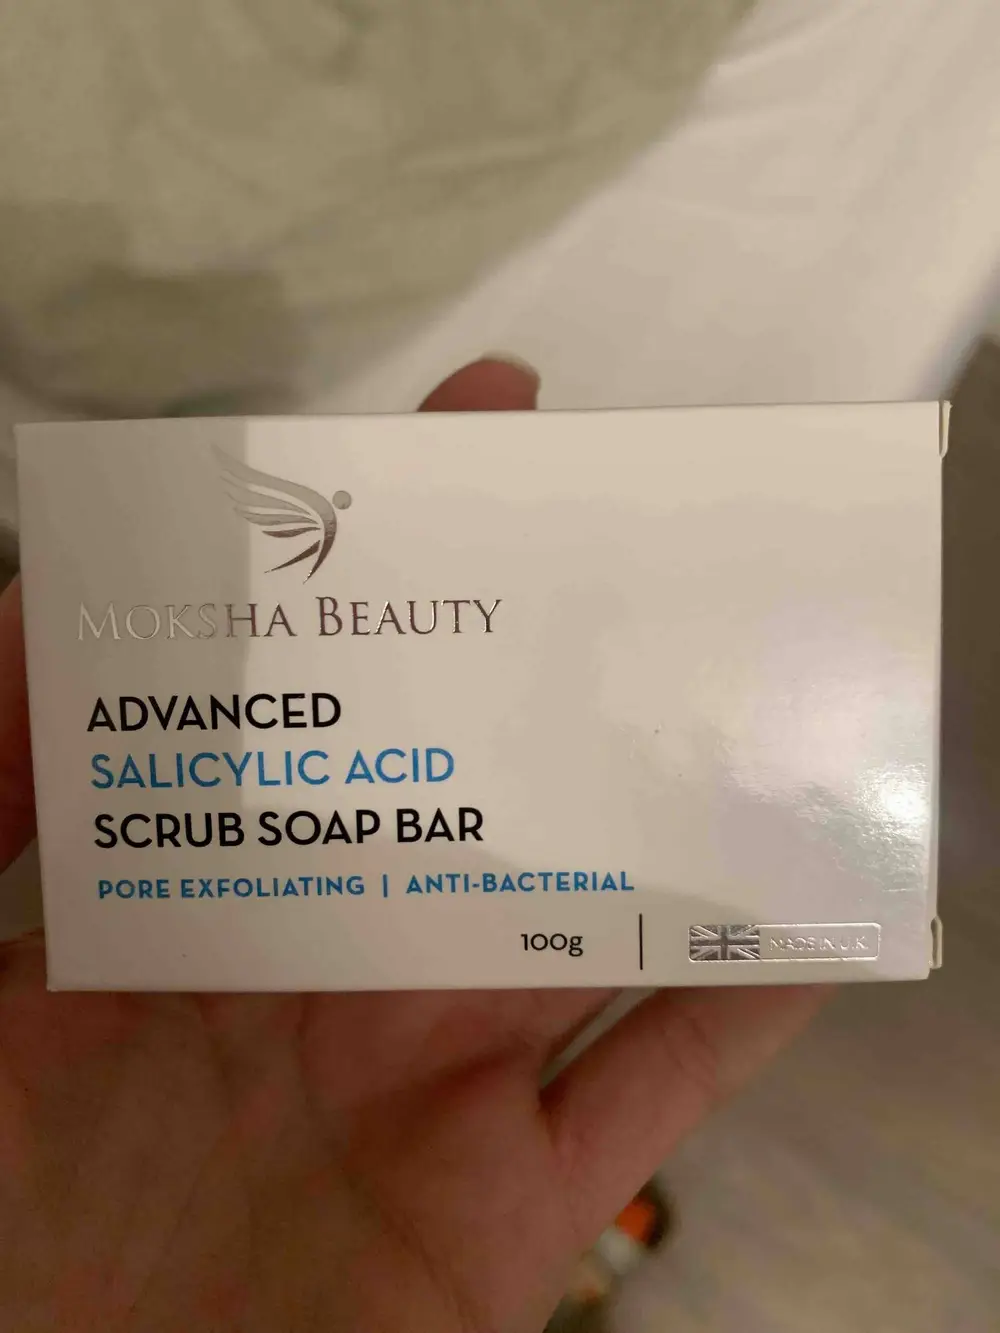 MOKSHA BEAUTY
ADVANCED
SALICYLIC ACID
SCRUB SOAP BAR
PORE EXFOLIATING | ANTI-BACTERIAL
100g
MADE IN U.K.